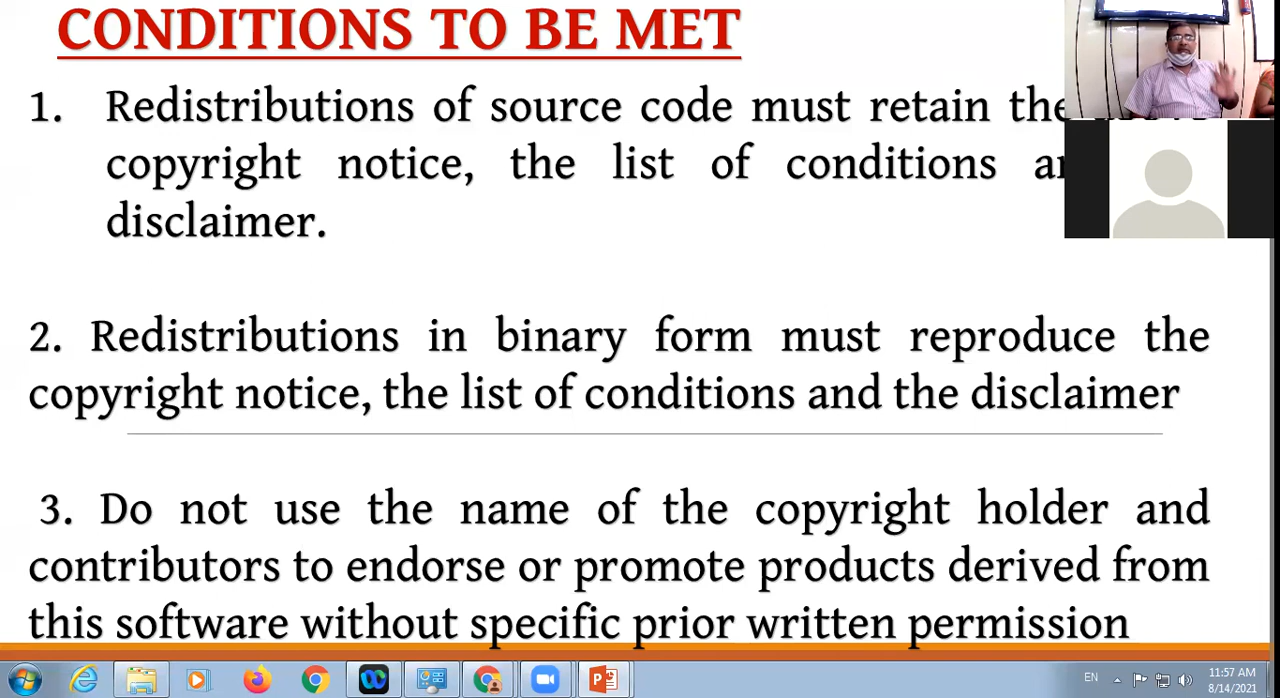 CONDITIONS TO BE MET
1. Redistributions of source code must retain the
copyright notice, the list of conditions
disclaimer.
2. Redistributions in binary form must reproduce the
copyright notice, the list of conditions and the disclaimer
3. Do not use the name of the copyright holder and
contributors to endorse or promote products derived from
this software without specific prior written permission
EN
11:57 AM
8/14/2021